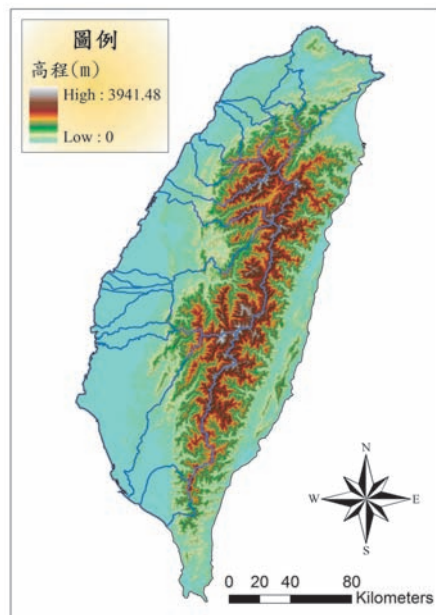 圖例
高程(m)
High : 3941.48
Low : 0
N
W
E
S
0 20 40 80
Kilometers